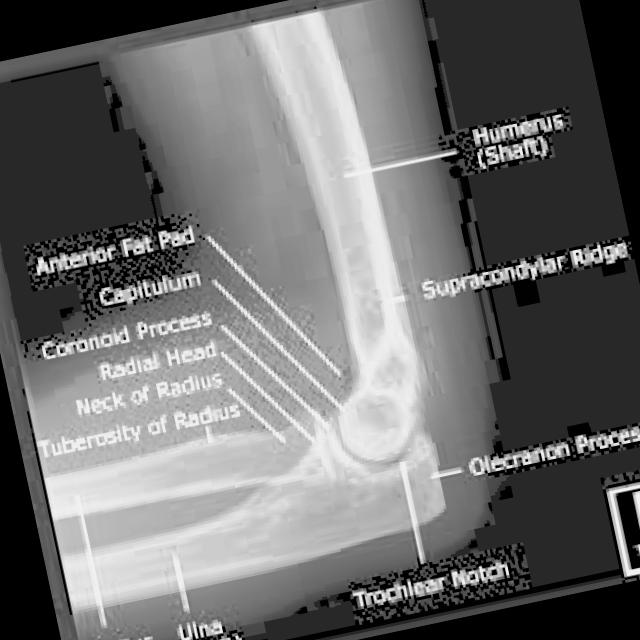 Humerus
(Shaft)
Anterior Fat Pad
Capitulum
Supracondylar Ridge
Coronoid Process
Radial Head
Neck of Radius
Tuberosity of Radius
Olecranon Process
Trochlear Notch
Ulna